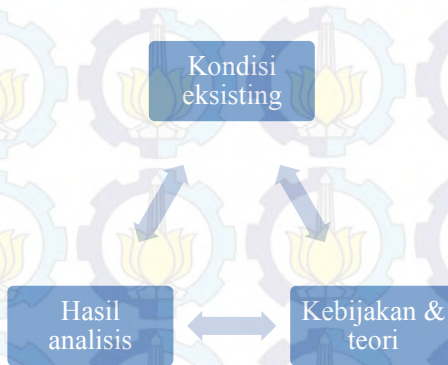 Kondisi
eksisting
Hasil
analisis
Kebijakan &
teori